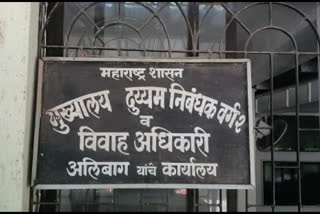 महाराष्ट्र शासन
मुख्यालय दुय्यम निबंधक वर्ग २
व
विवाह अधिकारी
अलिबाग यांचे कार्यालय